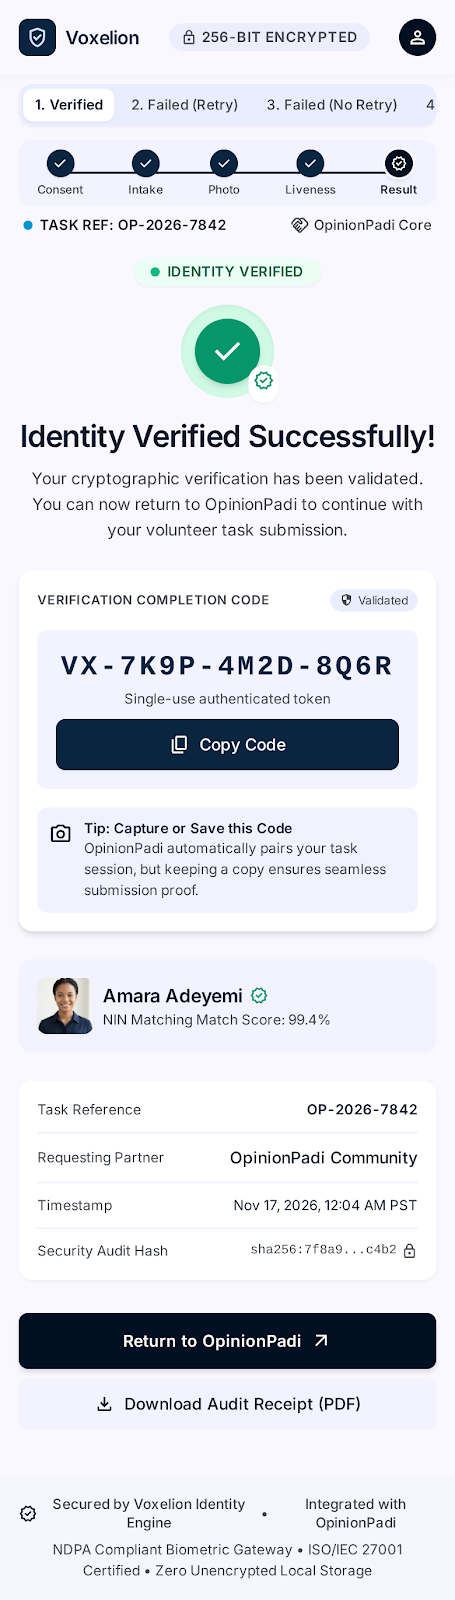 Voxelion
256-BIT ENCRYPTED
1. Verified
2. Failed (Retry)
3. Failed (No Retry)
4
Consent
Intake
Photo
Liveness
Result
TASK REF: OP-2026-7842
OpinionPadi Core
IDENTITY VERIFIED
Identity Verified Successfully!
Your cryptographic verification has been validated.
You can now return to OpinionPadi to continue with
your volunteer task submission.
VERIFICATION COMPLETION CODE
Validated
VX-7K9P-4M2D-8Q6R
Single-use authenticated token
Copy Code
Tip: Capture or Save this Code
OpinionPadi automatically pairs your task
session, but keeping a copy ensures seamless
submission proof.
Amara Adeyemi
NIN Matching Match Score: 99.4%
Task Reference
OP-2026-7842
Requesting Partner
OpinionPadi Community
Timestamp
Nov 17, 2026, 12:04 AM PST
Security Audit Hash
sha256:7f8a9...c4b2
Return to OpinionPadi
Download Audit Receipt (PDF)
Secured by Voxelion Identity
Engine
•
Integrated with
OpinionPadi
NDPA Compliant Biometric Gateway • ISO/IEC 27001
Certified • Zero Unencrypted Local Storage